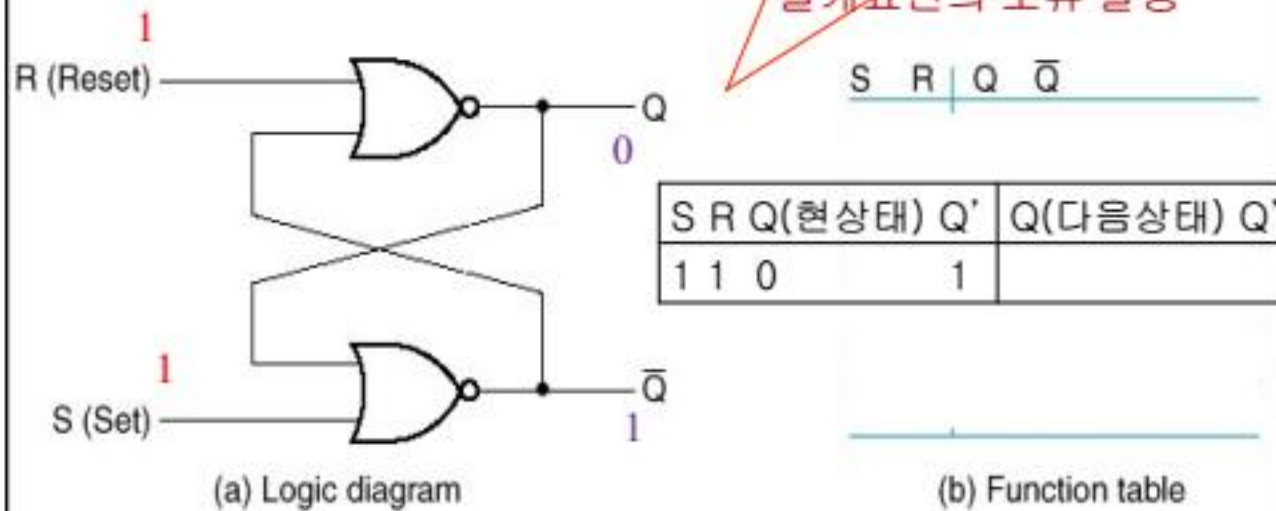 1
R (Reset)
Q
0
1
S (Set)
Q̅
1
(a) Logic diagram
S R Q Q̅
S R Q(현상태) Q' Q(다음상태) Q'
1 1 0 1
(b) Function table